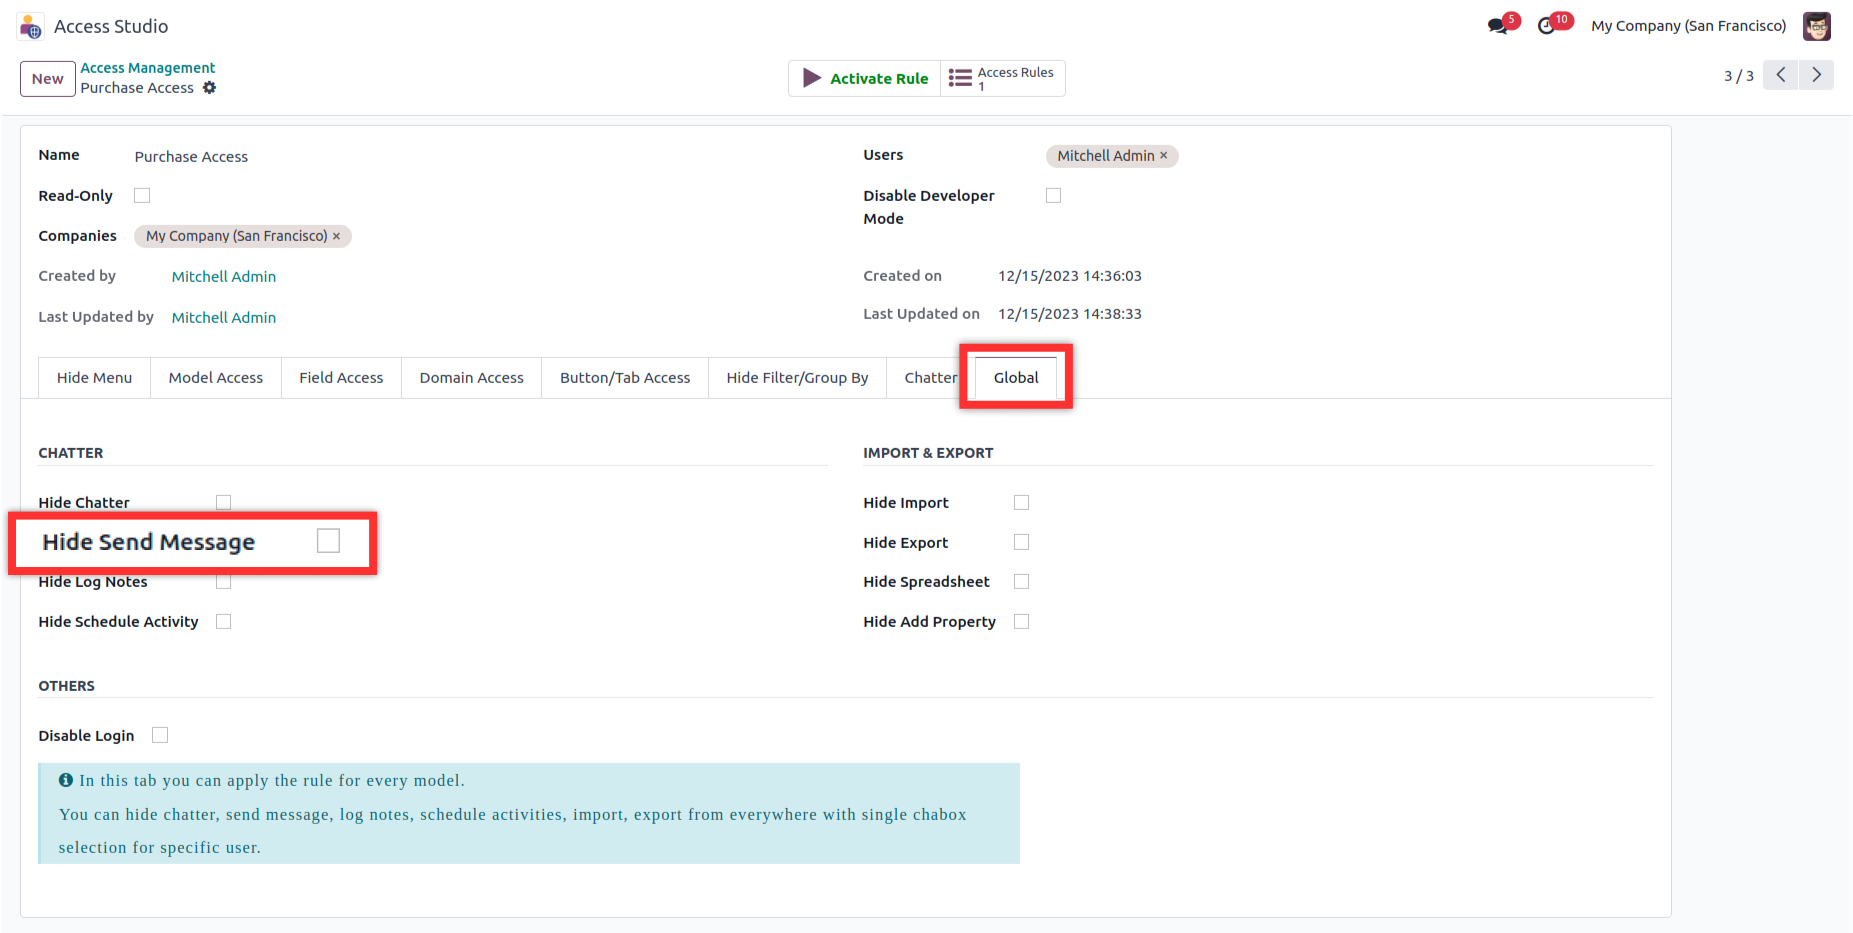 Access Studio
5
10
My Company (San Francisco)
New
Access Management
Purchase Access
Activate Rule
Access Rules
1
3 / 3
Name Purchase Access
Users Mitchell Admin ×
Read-Only
Disable Developer
Mode
Companies My Company (San Francisco) ×
Created by Mitchell Admin
Created on 12/15/2023 14:36:03
Last Updated by Mitchell Admin
Last Updated on 12/15/2023 14:38:33
Hide Menu Model Access Field Access Domain Access Button/Tab Access Hide Filter/Group By Chatter Global
CHATTER
IMPORT & EXPORT
Hide Chatter
Hide Import
Hide Send Message
Hide Export
Hide Log Notes
Hide Spreadsheet
Hide Schedule Activity
Hide Add Property
OTHERS
Disable Login
In this tab you can apply the rule for every model.
You can hide chatter, send message, log notes, schedule activities, import, export from everywhere with single chabox
selection for specific user.